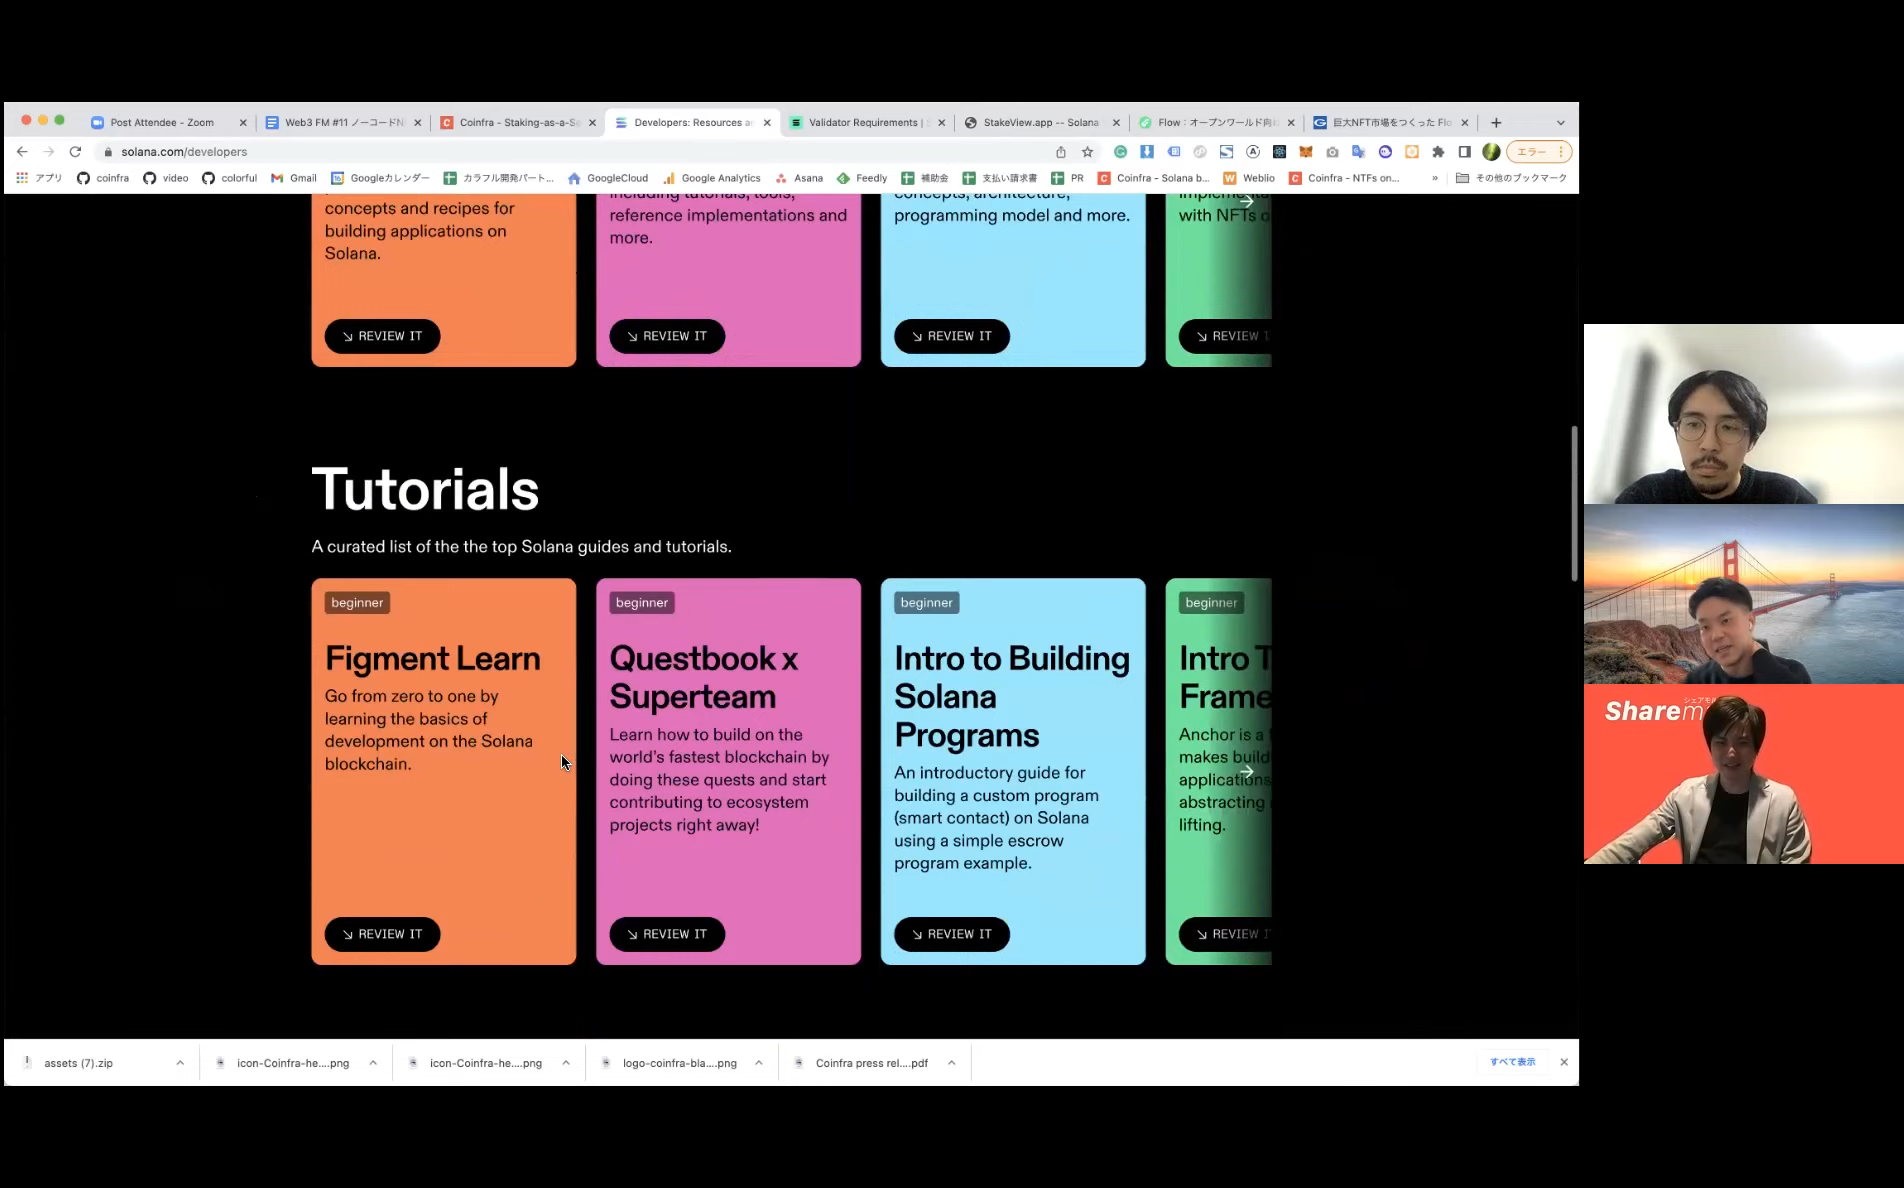 Post Attendee - Zoom
Web3 FM #11 ノーコードN
Coinfra - Staking-as-a-Se
Developers: Resources an
Validator Requirements |
StakeView.app -- Solana
Flow：オープンワールド向け
巨大NFT市場をつくった Flo
solana.com/developers
エラー
アプリ
coinfra
video
colorful
Gmail
Googleカレンダー
カラフル開発パート...
GoogleCloud
Google Analytics
Asana
Feedly
補助金
支払い請求書
PR
Coinfra - Solana b...
Weblio
Coinfra - NTFs on...
»
その他のブックマーク
concepts and recipes for
building applications on
Solana.
↘ REVIEW IT
including tutorials, tools,
reference implementations and
more.
↘ REVIEW IT
concepts, architecture,
programming model and more.
↘ REVIEW IT
with NFTs
↘ REVIEW
Tutorials
A curated list of the the top Solana guides and tutorials.
beginner
Figment Learn
Go from zero to one by
learning the basics of
development on the Solana
blockchain.
↘ REVIEW IT
beginner
Questbook x
Superteam
Learn how to build on the
world's fastest blockchain by
doing these quests and start
contributing to ecosystem
projects right away!
↘ REVIEW IT
beginner
Intro to Building
Solana
Programs
An introductory guide for
building a custom program
(smart contact) on Solana
using a simple escrow
program example.
↘ REVIEW IT
beginner
Intro T
Frame
Anchor is a
makes build
applications
abstracting
lifting.
↘ REVIEW
Sharem
assets (7).zip
icon-Coinfra-he....png
icon-Coinfra-he....png
logo-coinfra-bla....png
Coinfra press rel....pdf
すべて表示